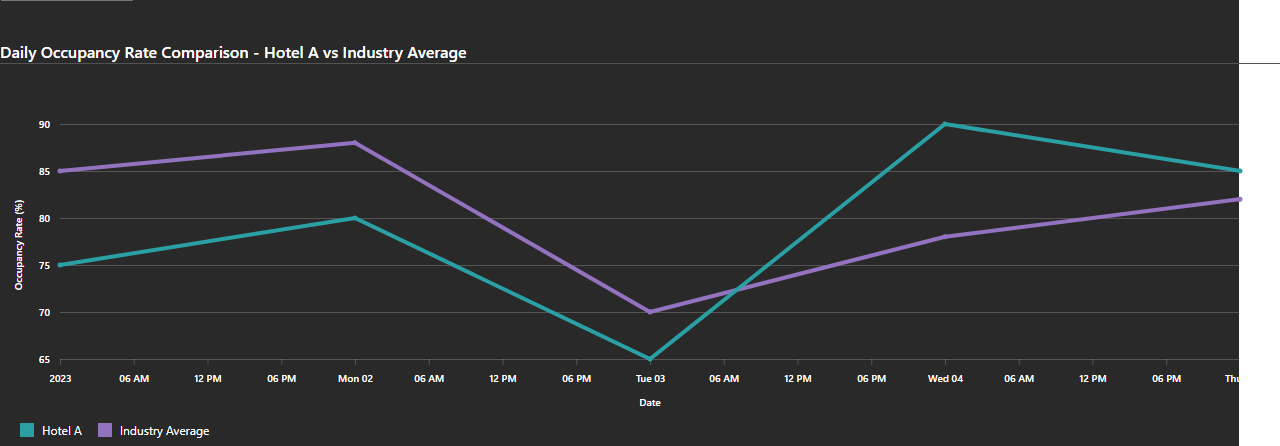 Daily Occupancy Rate Comparison - Hotel A vs Industry Average
90
85
80
75
70
65
Occupancy Rate (%)
2023 06 AM 12 PM 06 PM Mon 02 06 AM 12 PM 06 PM Tue 03 06 AM 12 PM 06 PM Wed 04 06 AM 12 PM 06 PM Thu
Date
Hotel A Industry Average